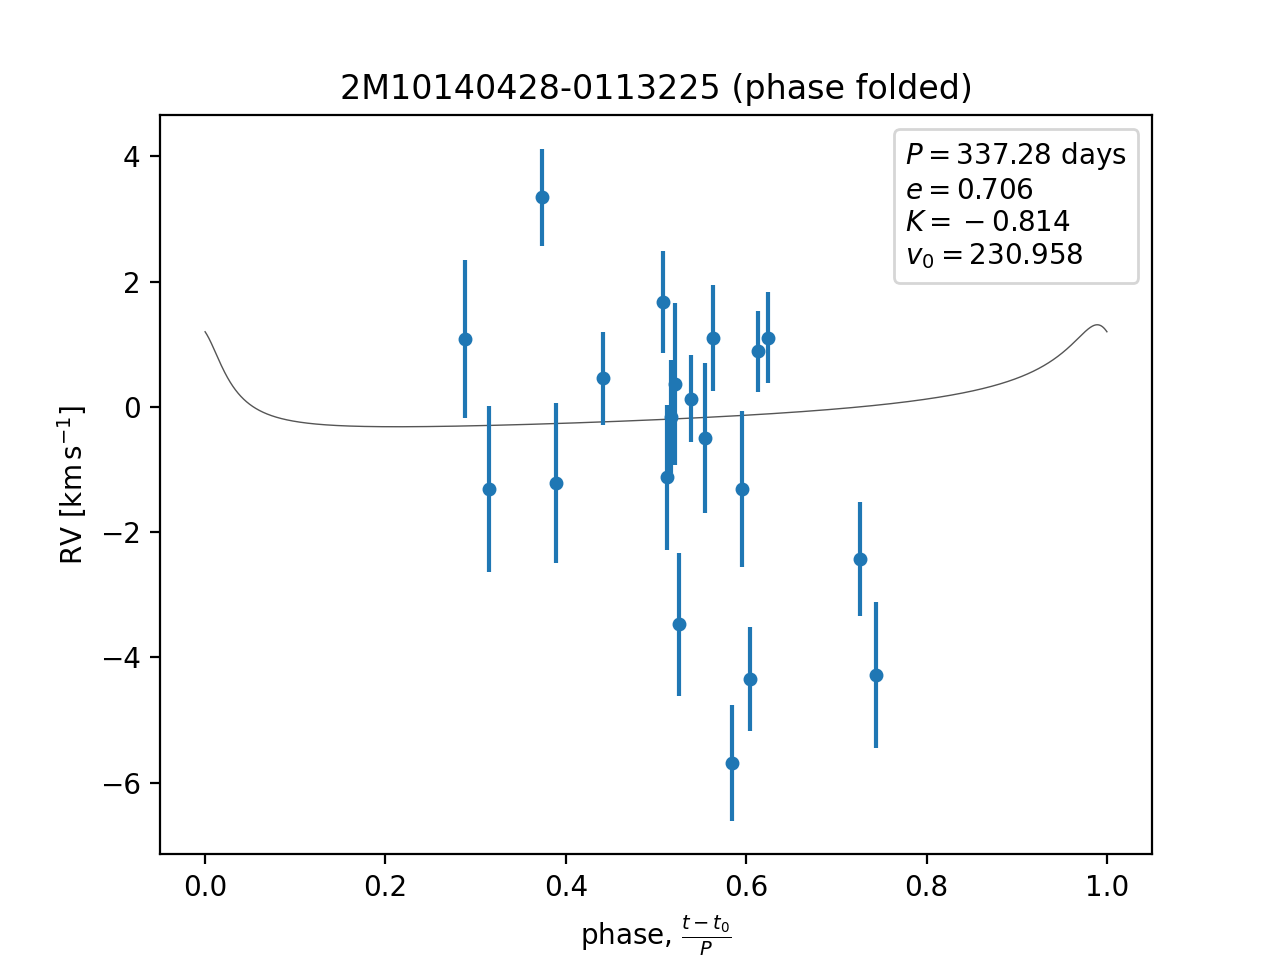 2M10140428-0113225 (phase folded)
P = 337.28 days
e = 0.706
K = −0.814
v₀ = 230.958
4
2
0
−2
−4
−6
RV [km s⁻¹]
0.0 0.2 0.4 0.6 0.8 1.0
phase, (t − t₀)/P